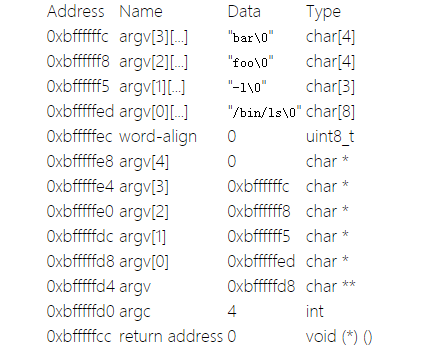 Address Name Data Type
0xbffffffc argv[3][...] "bar\0" char[4]
0xbffffff8 argv[2][...] "foo\0" char[4]
0xbffffff5 argv[1][...] "-l\0" char[3]
0xbfffffed argv[0][...] "/bin/ls\0" char[8]
0xbfffffec word-align 0 uint8_t
0xbfffffe8 argv[4] 0 char *
0xbfffffe4 argv[3] 0xbffffffc char *
0xbfffffe0 argv[2] 0xbffffff8 char *
0xbfffffdc argv[1] 0xbffffff5 char *
0xbfffffd8 argv[0] 0xbfffffed char *
0xbfffffd4 argv 0xbfffffd8 char **
0xbfffffd0 argc 4 int
0xbfffffcc return address 0 void (*) ()